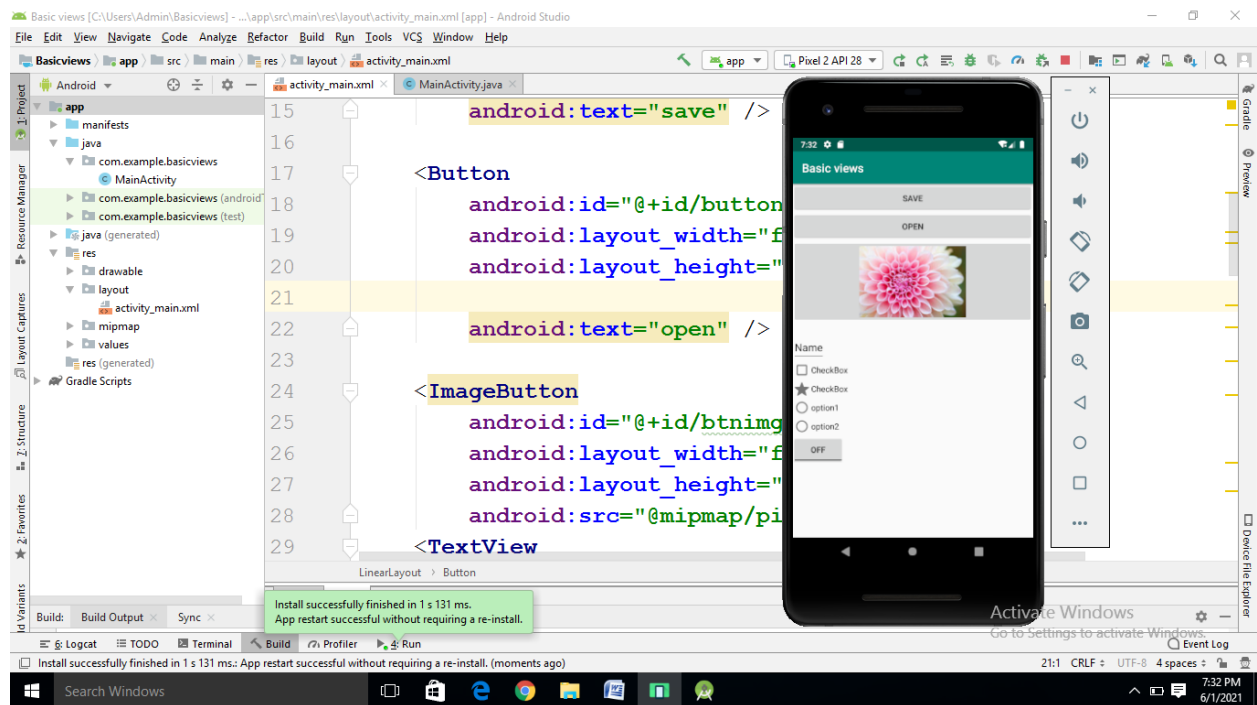 Basic views [C:\Users\Admin\Basicviews] - ...\app\src\main\res\layout\activity_main.xml [app] - Android Studio
File Edit View Navigate Code Analyze Refactor Build Run Tools VCS Window Help
Basicviews app src main res layout activity_main.xml
app Pixel 2 API 28
1: Project
Resource Manager
Layout Captures
Z: Structure
2: Favorites
ld Variants
Android
app
manifests
java
com.example.basicviews
MainActivity
com.example.basicviews (android
com.example.basicviews (test)
java (generated)
res
drawable
layout
activity_main.xml
mipmap
values
res (generated)
Gradle Scripts
activity_main.xml MainActivity.java
15 android:text="save" />
16
17 <Button
18 android:id="@+id/button
19 android:layout_width="f
20 android:layout_height="
21
22 android:text="open" />
23
24 <ImageButton
25 android:id="@+id/btnimg
26 android:layout_width="f
27 android:layout_height="
28 android:src="@mipmap/pi
29 <TextView
LinearLayout > Button
7:32
Basic views
SAVE
OPEN
Name
CheckBox
CheckBox
option1
option2
OFF
Gradle
Preview
Device File Explorer
Install successfully finished in 1 s 131 ms.
App restart successful without requiring a re-install.
Build: Build Output Sync
Activate Windows
Go to Settings to activate Windows.
6: Logcat TODO Terminal Build Profiler 4: Run Event Log
Install successfully finished in 1 s 131 ms.: App restart successful without requiring a re-install. (moments ago) 21:1 CRLF UTF-8 4 spaces
Search Windows
7:32 PM
6/1/2021